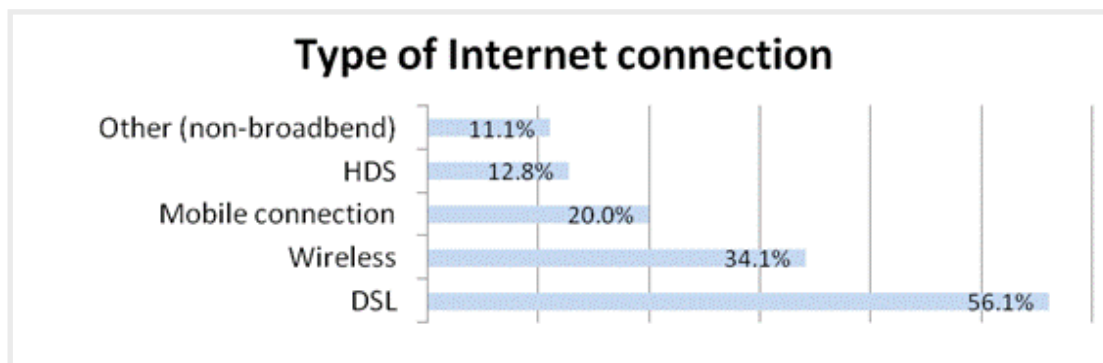 Type of Internet connection
Other (non-broadbend) 11.1%
HDS 12.8%
Mobile connection 20.0%
Wireless 34.1%
DSL 56.1%